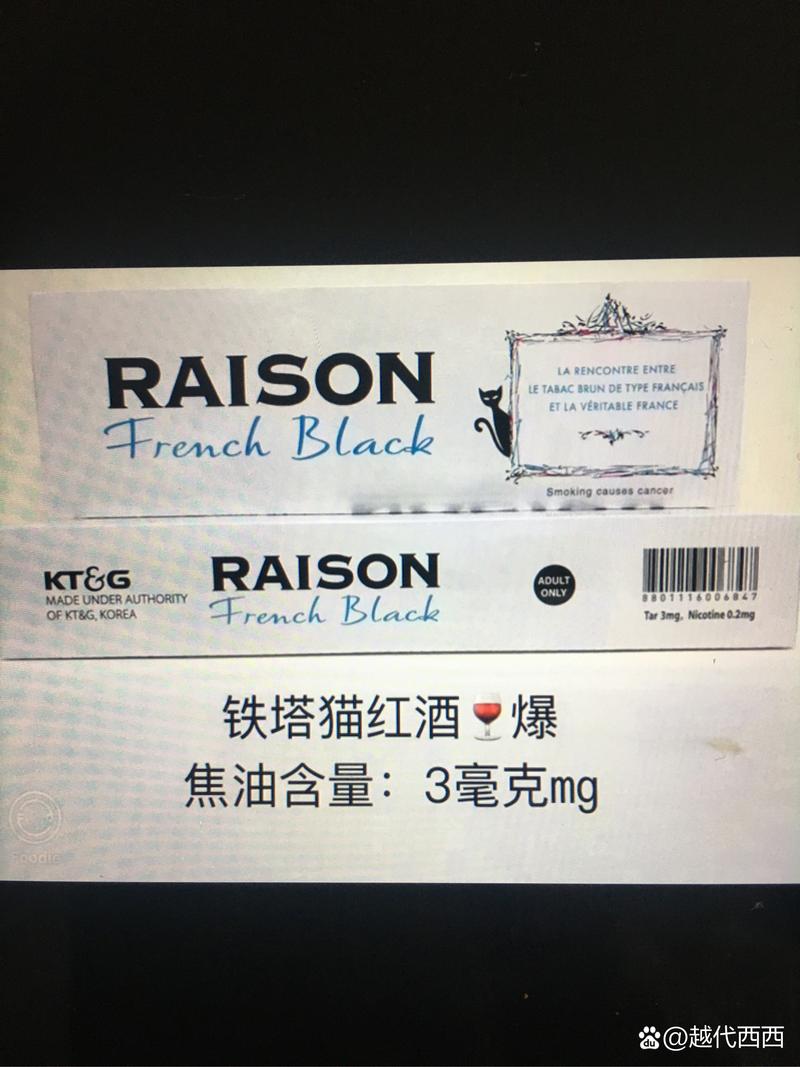 RAISON
French Black
LA RENCONTRE ENTRE
LE TABAC BRUN DE TYPE FRANÇAIS
ET LA VÉRITABLE FRANCE
Smoking causes cancer
KT&G
MADE UNDER AUTHORITY
OF KT&G, KOREA
RAISON
French Black
ADULT
ONLY
8801116006847
Tar 3mg, Nicotine 0.2mg
铁塔猫红酒🍷爆
焦油含量：3毫克mg
Foodie
@越代西西